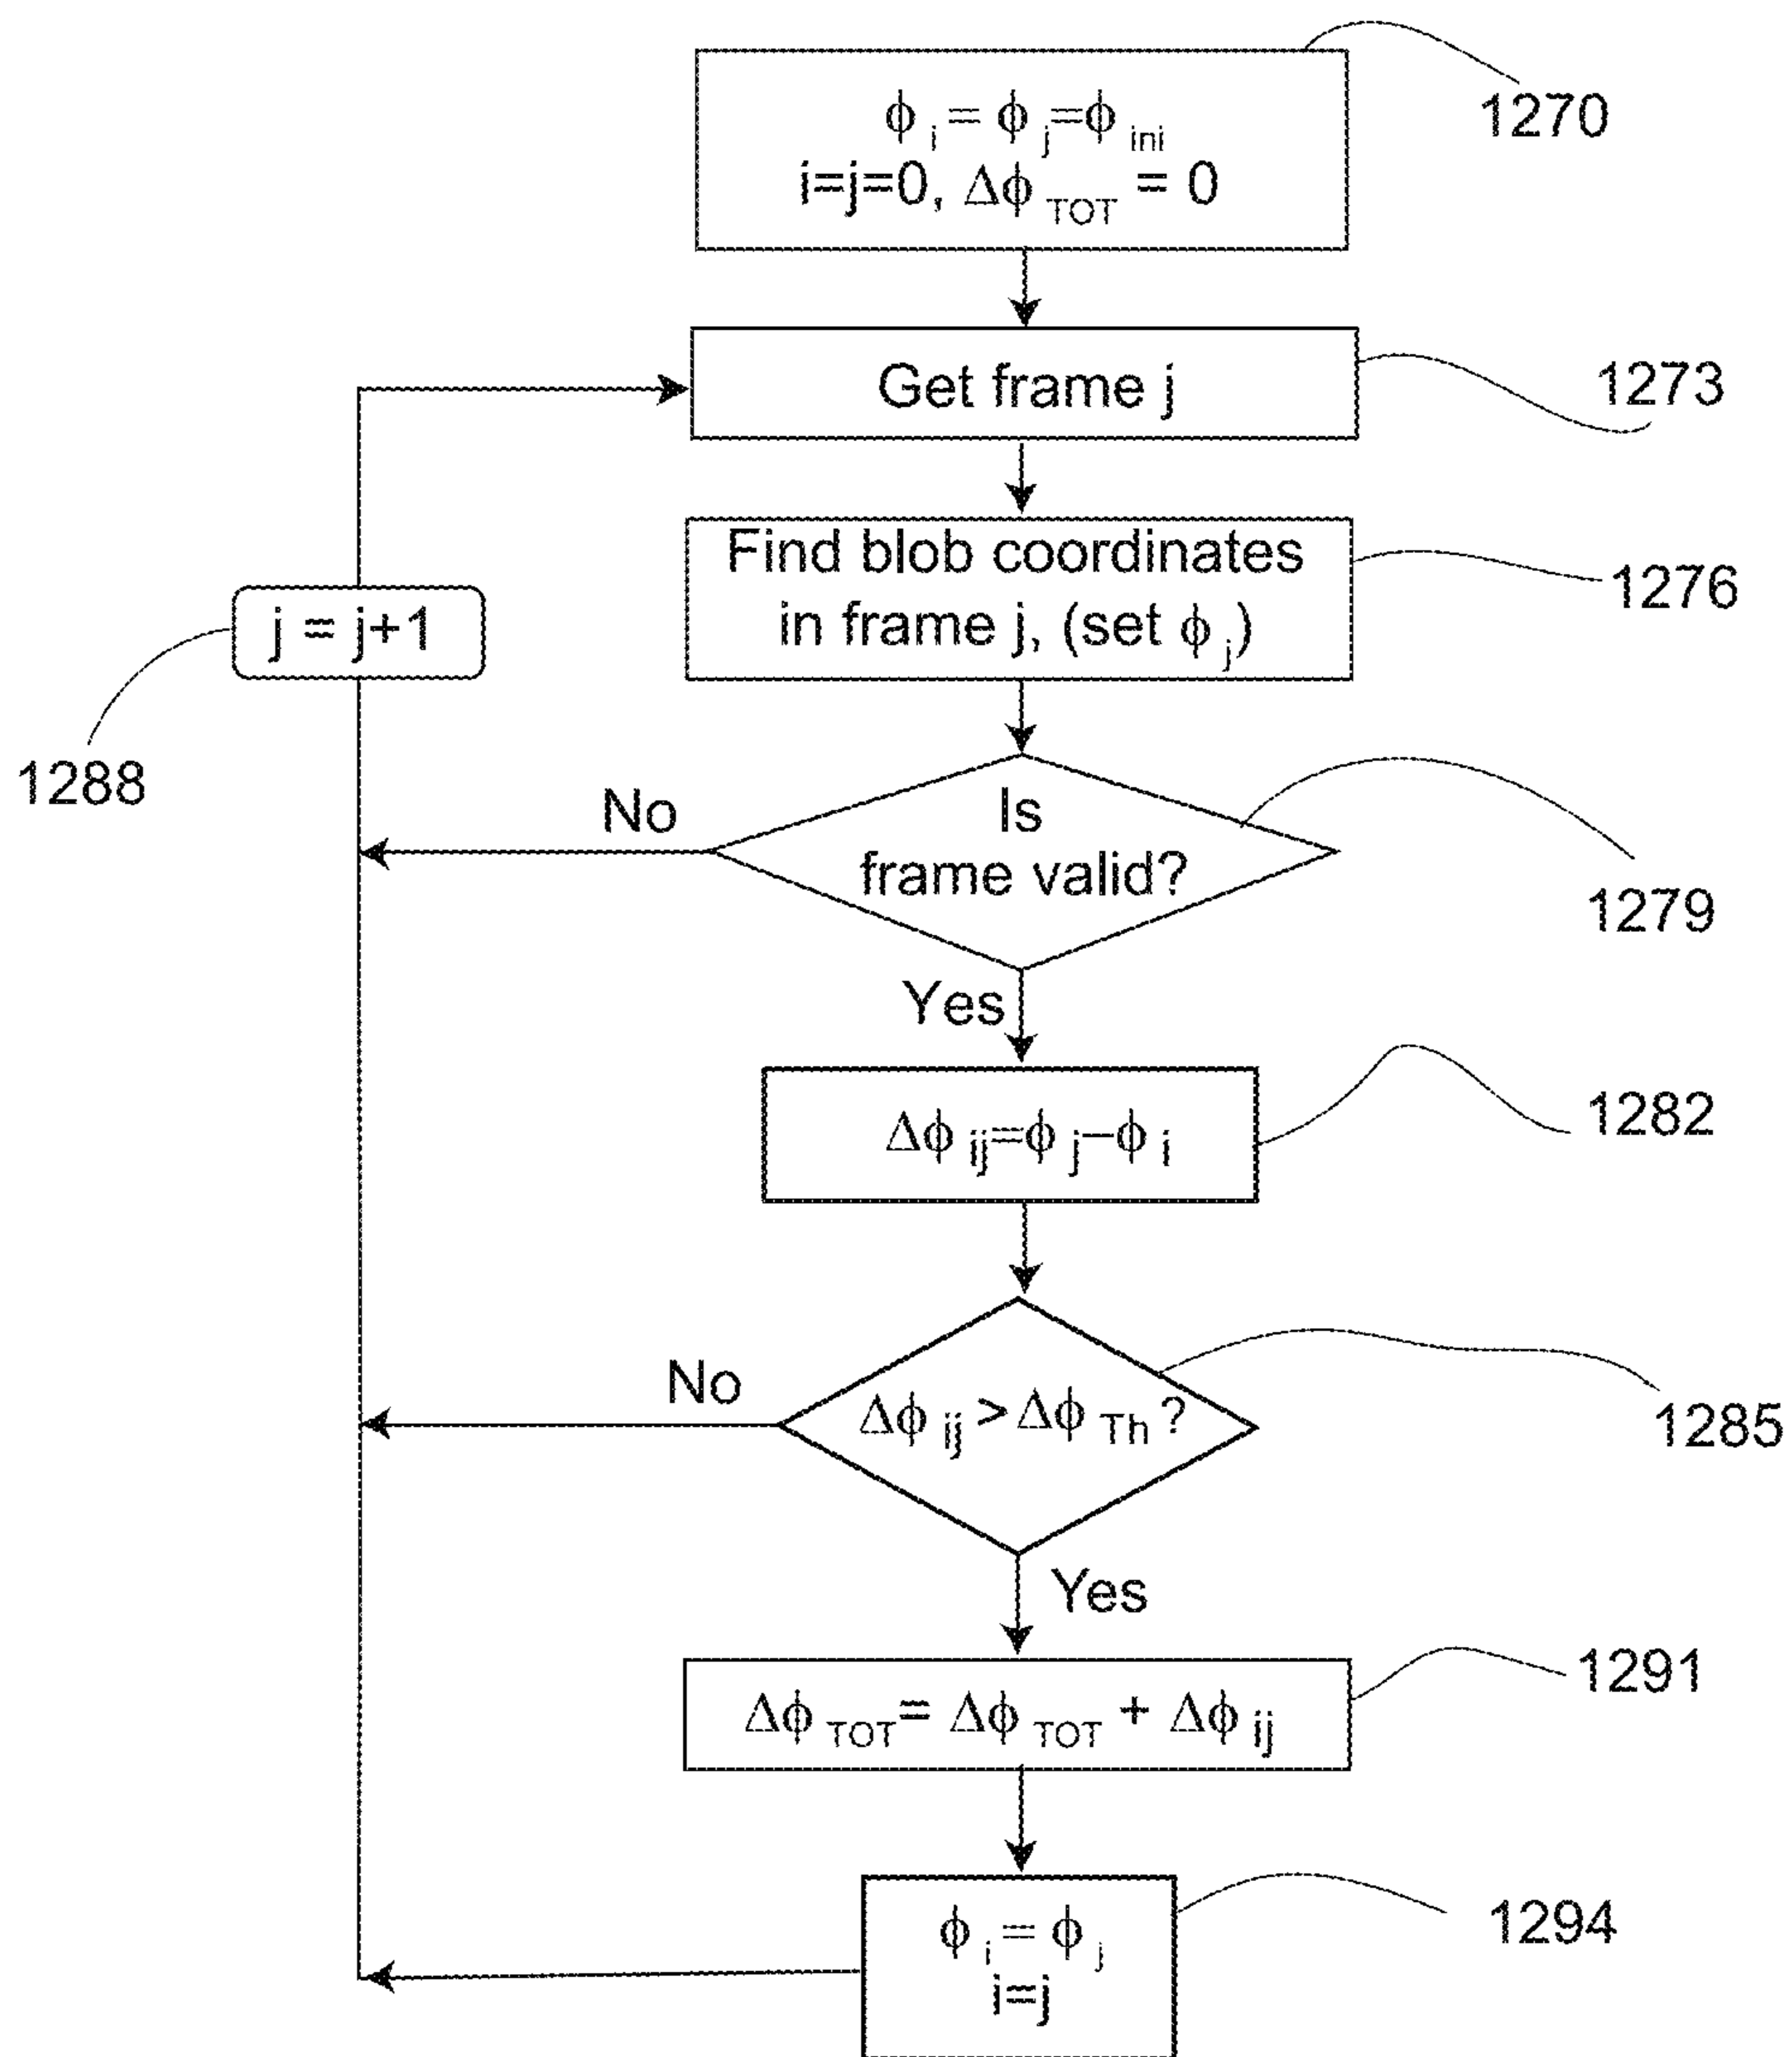 1270
ϕ i = ϕ j=ϕ ini
i=j=0, Δϕ TOT = 0
Get frame j
1273
Find blob coordinates
in frame j, (set ϕ j)
1276
j = j+1
1288
Is
frame valid?
No
1279
Yes
Δϕ ij=ϕ j–ϕ i
1282
No
Δϕ ij > Δϕ Th ?
1285
Yes
Δϕ TOT= Δϕ TOT + Δϕ ij
1291
ϕ i = ϕ j
i=j
1294